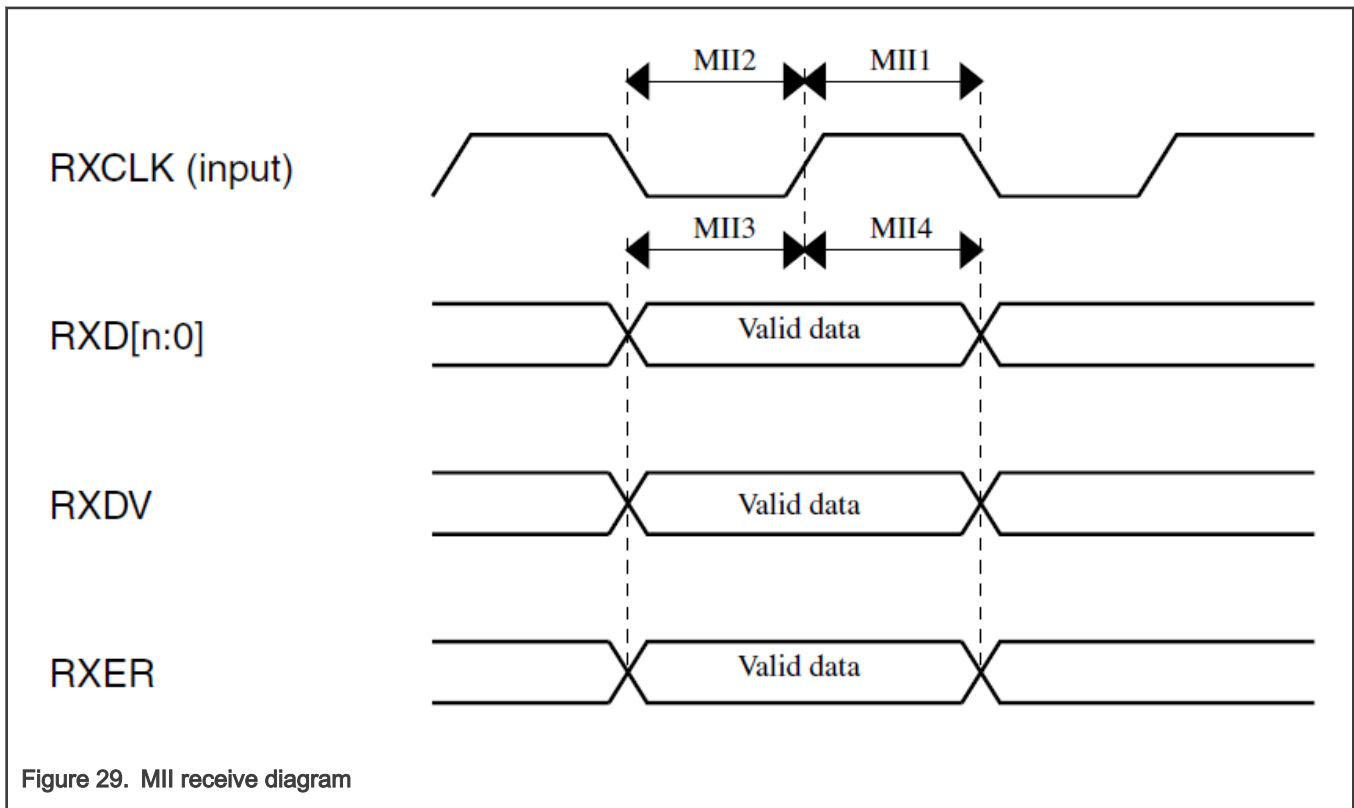 MII2 MII1
RXCLK (input)
MII3 MII4
RXD[n:0] Valid data
RXDV Valid data
RXER Valid data
Figure 29. MII receive diagram